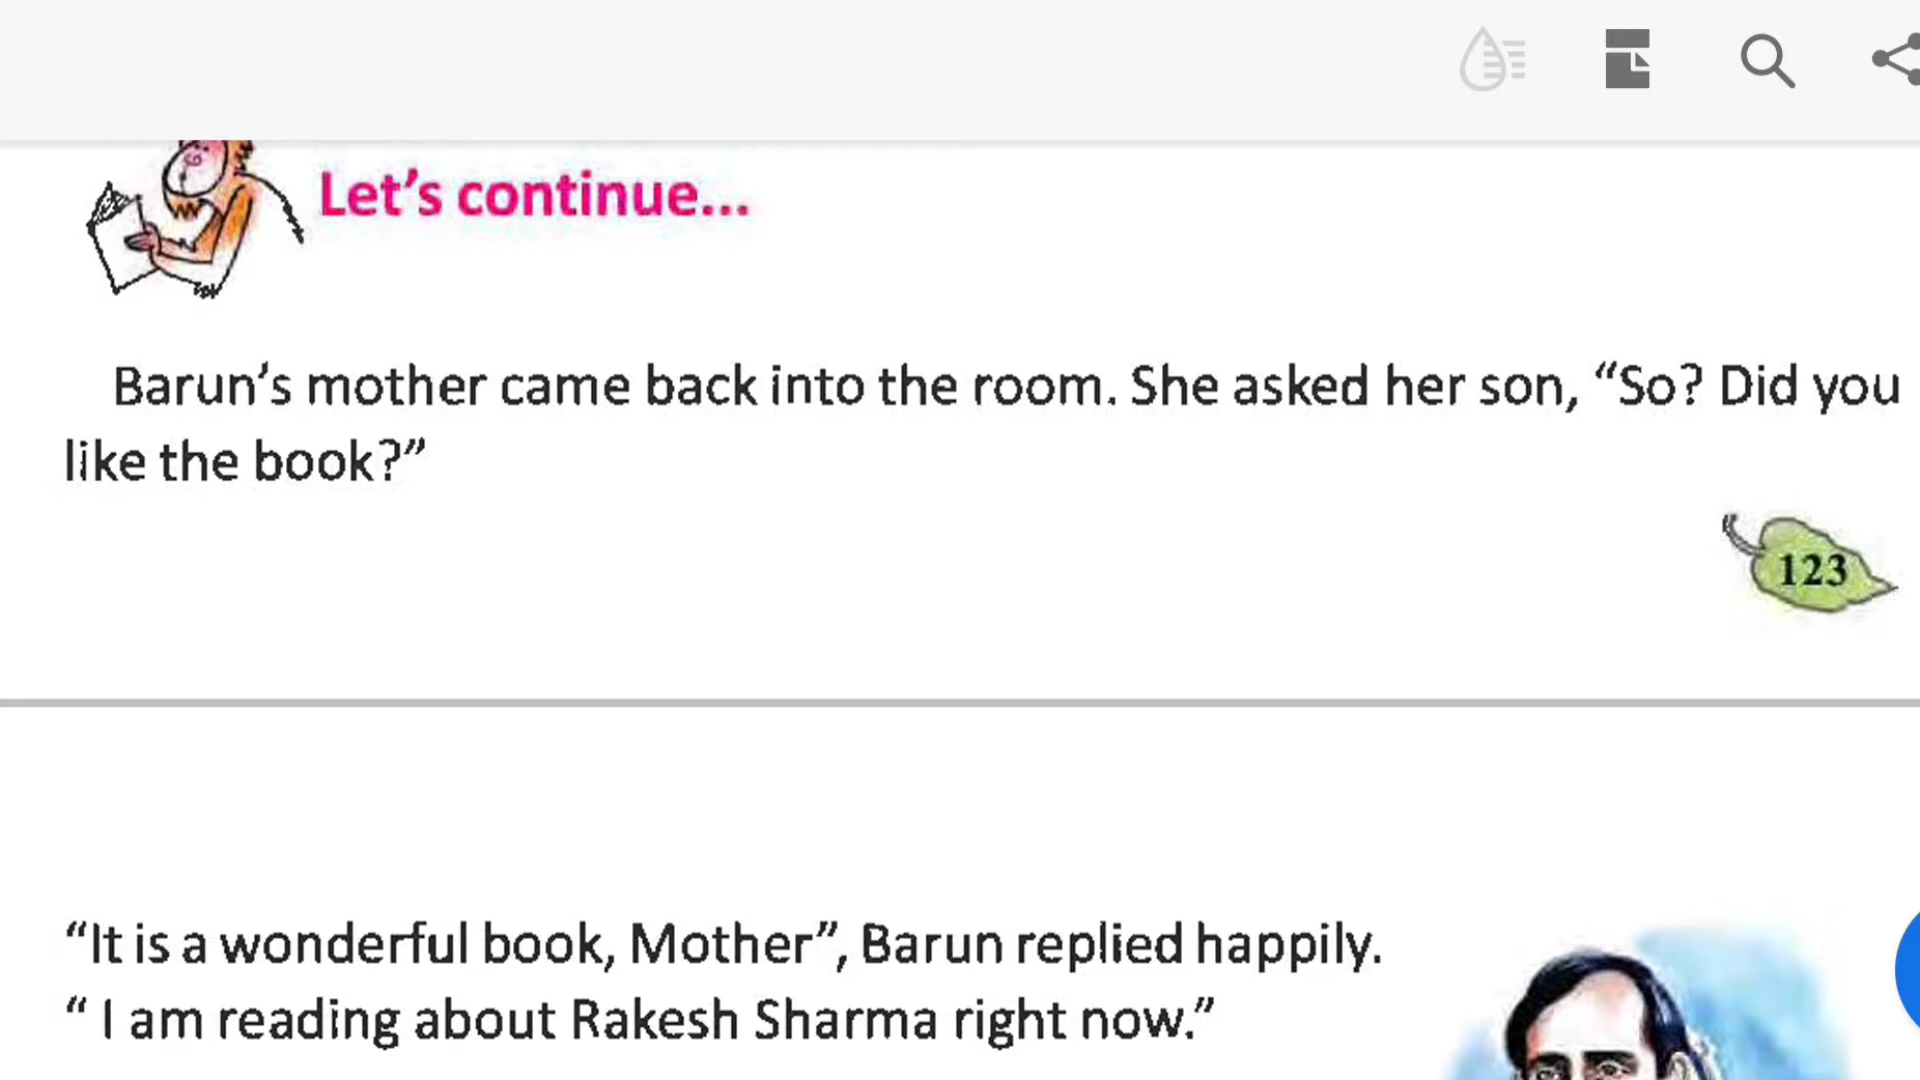 Let's continue...
Barun's mother came back into the room. She asked her son, “So? Did you
like the book?”
123
“It is a wonderful book, Mother”, Barun replied happily.
“ I am reading about Rakesh Sharma right now.”